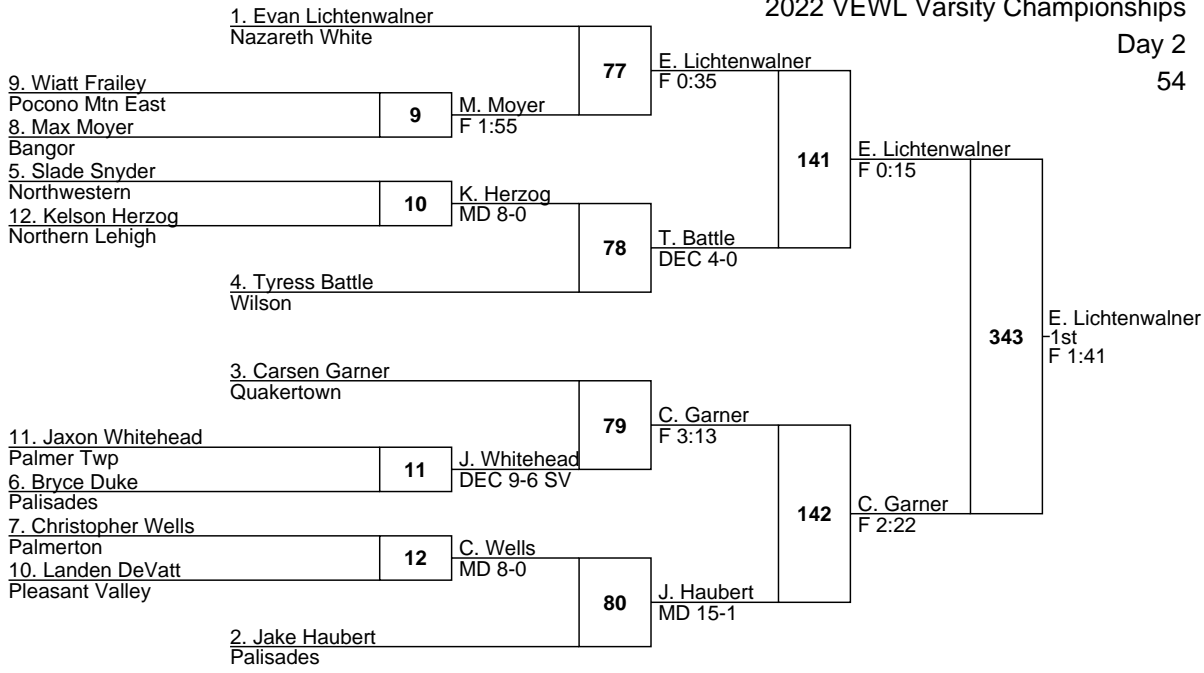 2022 VEWL Varsity Championships
Day 2
54
1. Evan Lichtenwalner
Nazareth White
77
E. Lichtenwalner
F 0:35
9. Wiatt Frailey
Pocono Mtn East
9
M. Moyer
F 1:55
8. Max Moyer
Bangor
141
E. Lichtenwalner
F 0:15
5. Slade Snyder
Northwestern
10
K. Herzog
MD 8-0
12. Kelson Herzog
Northern Lehigh
78
T. Battle
DEC 4-0
4. Tyress Battle
Wilson
343
E. Lichtenwalner
1st
F 1:41
3. Carsen Garner
Quakertown
79
C. Garner
F 3:13
11. Jaxon Whitehead
Palmer Twp
11
J. Whitehead
DEC 9-6 SV
6. Bryce Duke
Palisades
142
C. Garner
F 2:22
7. Christopher Wells
Palmerton
12
C. Wells
MD 8-0
10. Landen DeVatt
Pleasant Valley
80
J. Haubert
MD 15-1
2. Jake Haubert
Palisades